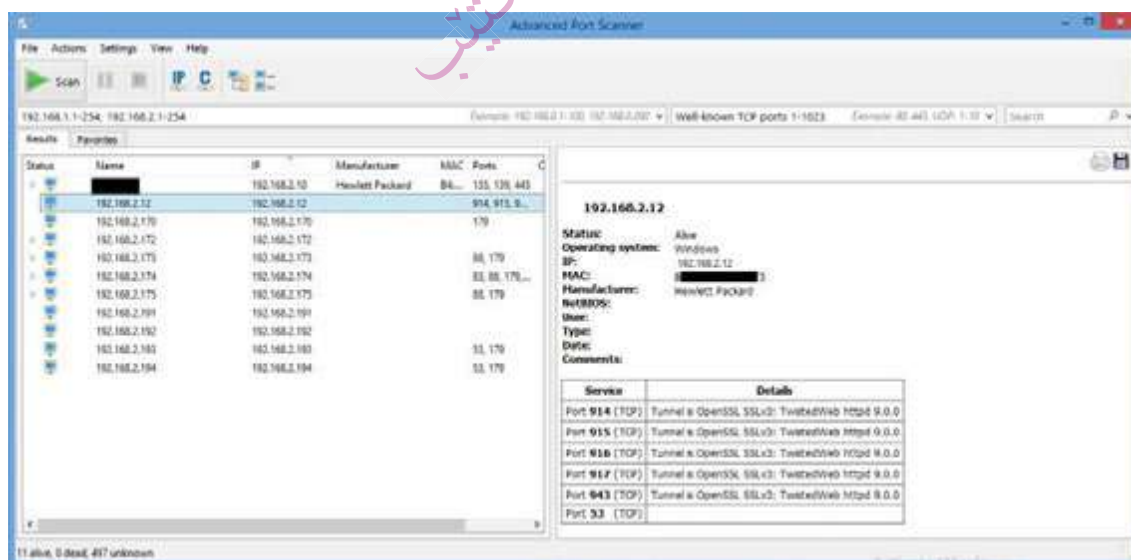 Advanced Port Scanner
File Actions Settings View Help
Scan IP C
192.168.1.1-254, 192.168.2.1-254 Well-known TCP ports 1-1023 Search
Results Favorites
Status Name IP Manufacturer MAC Ports
192.168.2.10 Hewlett Packard 135, 139, 445
192.168.2.12 192.168.2.12 914, 915, 9...
192.168.2.170 192.168.2.170 179
192.168.2.172 192.168.2.172
192.168.2.173 192.168.2.173 88, 179
192.168.2.174 192.168.2.174 53, 88, 179,...
192.168.2.175 192.168.2.175 88, 179
192.168.2.191 192.168.2.191
192.168.2.192 192.168.2.192
192.168.2.193 192.168.2.193 53, 179
192.168.2.194 192.168.2.194 53, 179
192.168.2.12
Status: Alive
Operating system: Windows
IP: 192.168.2.12
MAC:
Manufacturer: Hewlett Packard
NetBIOS:
User:
Type:
Date:
Comments:
Service Details
Port 914 (TCP) Tunnel is OpenSSL SSLv3: TwistedWeb httpd 9.0.0
Port 915 (TCP) Tunnel is OpenSSL SSLv3: TwistedWeb httpd 9.0.0
Port 916 (TCP) Tunnel is OpenSSL SSLv3: TwistedWeb httpd 9.0.0
Port 917 (TCP) Tunnel is OpenSSL SSLv3: TwistedWeb httpd 9.0.0
Port 943 (TCP) Tunnel is OpenSSL SSLv3: TwistedWeb httpd 9.0.0
Port 53 (TCP)
11 alive, 0 dead, 497 unknown